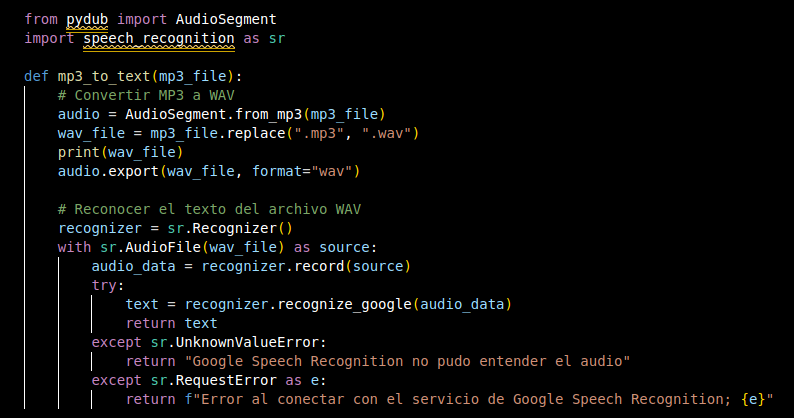 from pydub import AudioSegment
import speech_recognition as sr
def mp3_to_text(mp3_file):
# Convertir MP3 a WAV
audio = AudioSegment.from_mp3(mp3_file)
wav_file = mp3_file.replace(".mp3", ".wav")
print(wav_file)
audio.export(wav_file, format="wav")
# Reconocer el texto del archivo WAV
recognizer = sr.Recognizer()
with sr.AudioFile(wav_file) as source:
audio_data = recognizer.record(source)
try:
text = recognizer.recognize_google(audio_data)
return text
except sr.UnknownValueError:
return "Google Speech Recognition no pudo entender el audio"
except sr.RequestError as e:
return f"Error al conectar con el servicio de Google Speech Recognition; {e}"